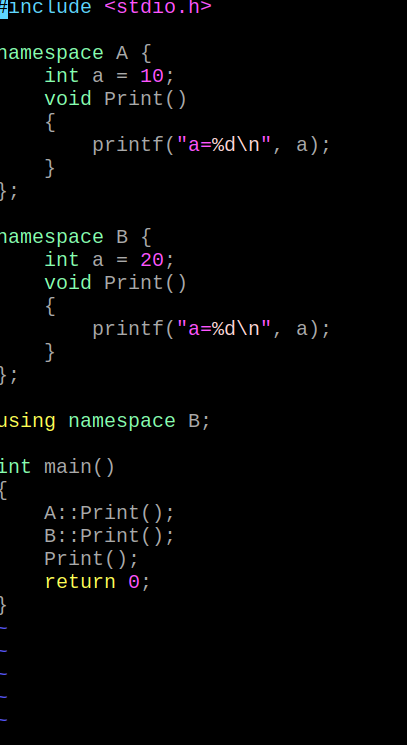 #include <stdio.h>
namespace A {
    int a = 10;
    void Print()
    {
        printf("a=%d\n", a);
    }
};
namespace B {
    int a = 20;
    void Print()
    {
        printf("a=%d\n", a);
    }
};
using namespace B;
int main()
{
    A::Print();
    B::Print();
    Print();
    return 0;
}
~
~
~
~
~